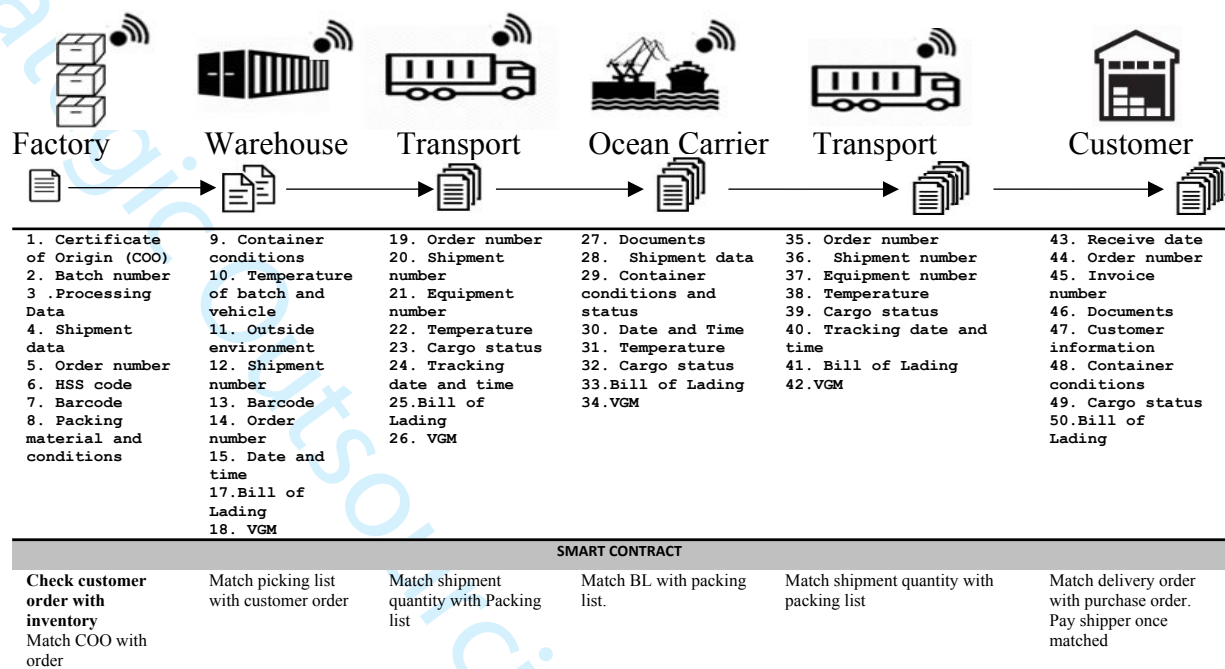 Factory
Warehouse
Transport
Ocean Carrier
Transport
Customer
1. Certificate
of Origin (COO)
2. Batch number
3 .Processing
Data
4. Shipment
data
5. Order number
6. HSS code
7. Barcode
8. Packing
material and
conditions
9. Container
conditions
10. Temperature
of batch and
vehicle
11. Outside
environment
12. Shipment
number
13. Barcode
14. Order
number
15. Date and
time
17.Bill of
Lading
18. VGM
19. Order number
20. Shipment
number
21. Equipment
number
22. Temperature
23. Cargo status
24. Tracking
date and time
25.Bill of
Lading
26. VGM
27. Documents
28. Shipment data
29. Container
conditions and
status
30. Date and Time
31. Temperature
32. Cargo status
33.Bill of Lading
34.VGM
35. Order number
36. Shipment number
37. Equipment number
38. Temperature
39. Cargo status
40. Tracking date and
time
41. Bill of Lading
42.VGM
43. Receive date
44. Order number
45. Invoice
number
46. Documents
47. Customer
information
48. Container
conditions
49. Cargo status
50.Bill of
Lading
SMART CONTRACT
Check customer
order with
inventory
Match COO with
order
Match picking list
with customer order
Match shipment
quantity with Packing
list
Match BL with packing
list.
Match shipment quantity with
packing list
Match delivery order
with purchase order.
Pay shipper once
matched